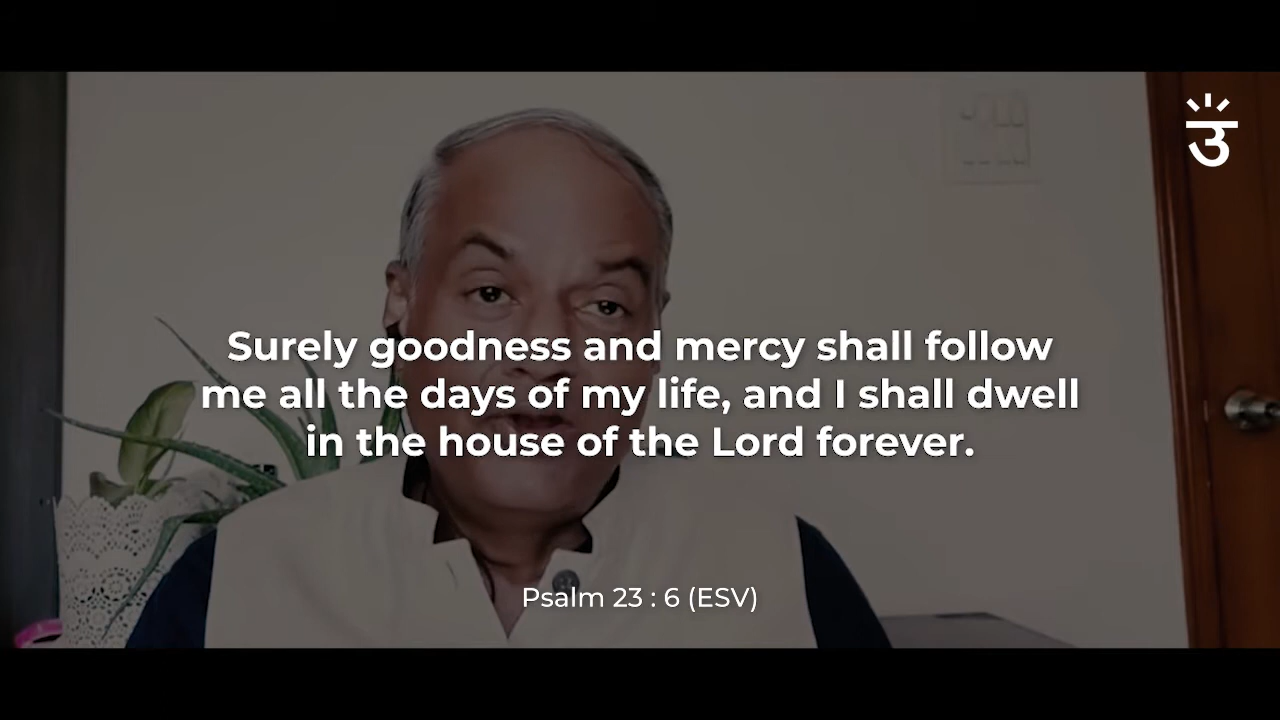 उ
Surely goodness and mercy shall follow
me all the days of my life, and I shall dwell
in the house of the Lord forever.
Psalm 23 : 6 (ESV)